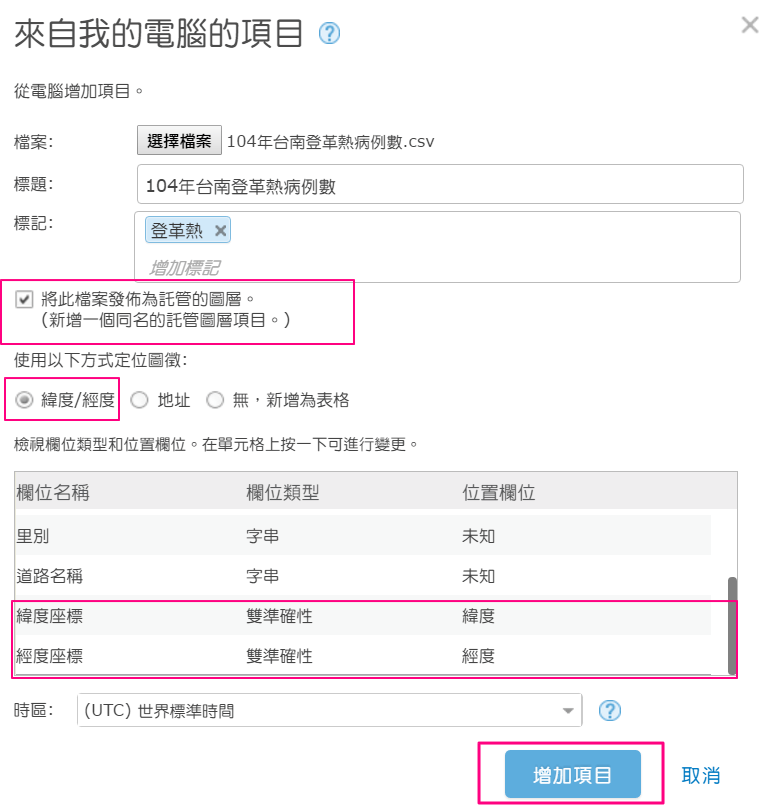 來自我的電腦的項目 ?
從電腦增加項目。
檔案: 選擇檔案 104年台南登革熱病例數.csv
標題: 104年台南登革熱病例數
標記: 登革熱 ×
增加標記
將此檔案發佈為託管的圖層。
(新增一個同名的託管圖層項目。)
使用以下方式定位圖徵:
緯度/經度 地址 無，新增為表格
檢視欄位類型和位置欄位。在單元格上按一下可進行變更。
欄位名稱 欄位類型 位置欄位
里別 字串 未知
道路名稱 字串 未知
緯度座標 雙準確性 緯度
經度座標 雙準確性 經度
時區: (UTC) 世界標準時間 ?
增加項目 取消